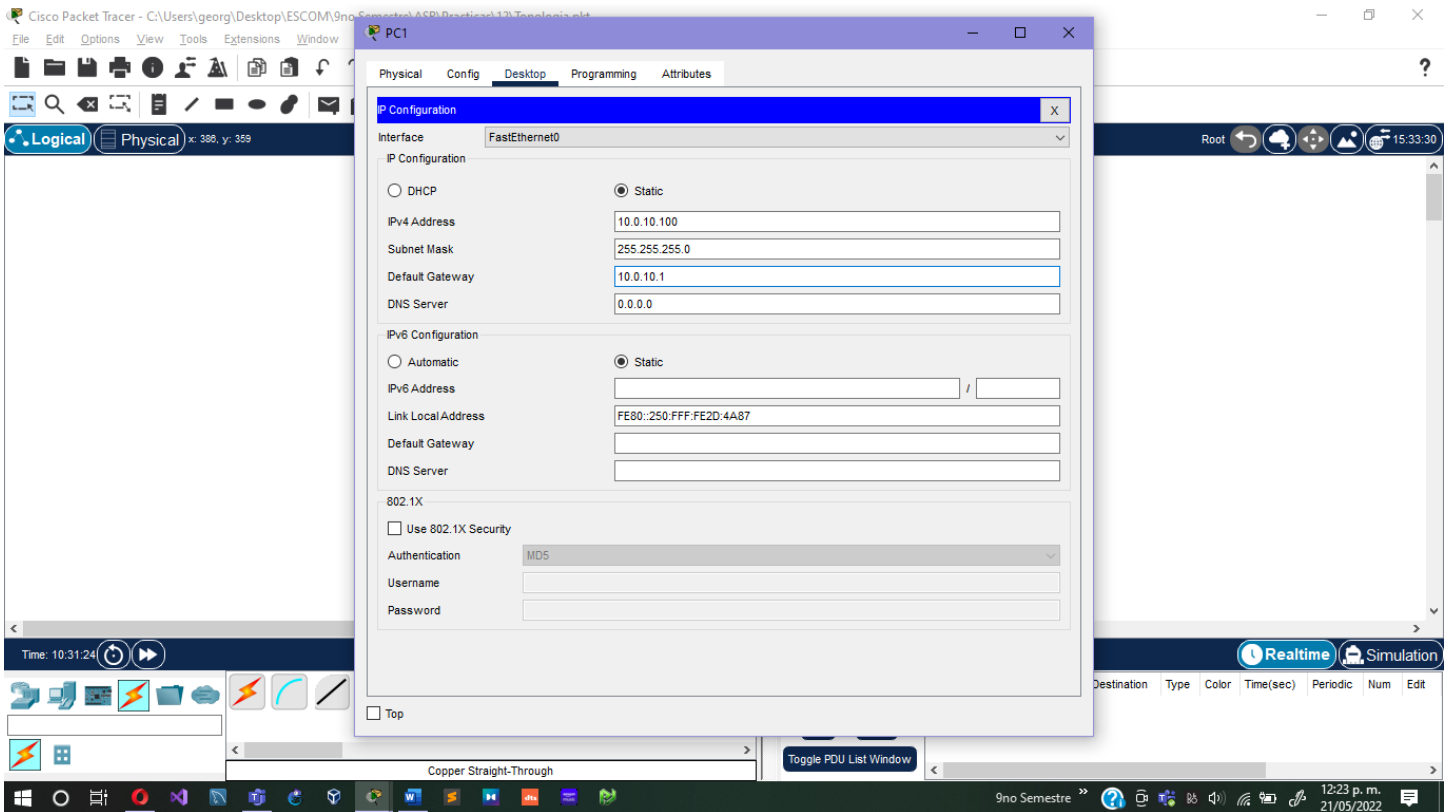 Cisco Packet Tracer - C:\Users\georg\Desktop\ESCOM\9no Semestre\ASR\Practicas\12\Topologia.pkt
File Edit Options View Tools Extensions Window
PC1
Physical Config Desktop Programming Attributes
?
IP Configuration X
Logical Physical x: 386, y: 359
Root 15:33:30
Interface FastEthernet0
IP Configuration
DHCP Static
IPv4 Address 10.0.10.100
Subnet Mask 255.255.255.0
Default Gateway 10.0.10.1
DNS Server 0.0.0.0
IPv6 Configuration
Automatic Static
IPv6 Address /
Link Local Address FE80::250:FFF:FE2D:4A87
Default Gateway
DNS Server
802.1X
Use 802.1X Security
Authentication MD5
Username
Password
Time: 10:31:24 Realtime Simulation
Destination Type Color Time(sec) Periodic Num Edit
Top
Toggle PDU List Window
Copper Straight-Through
9no Semestre 12:23 p. m.
21/05/2022